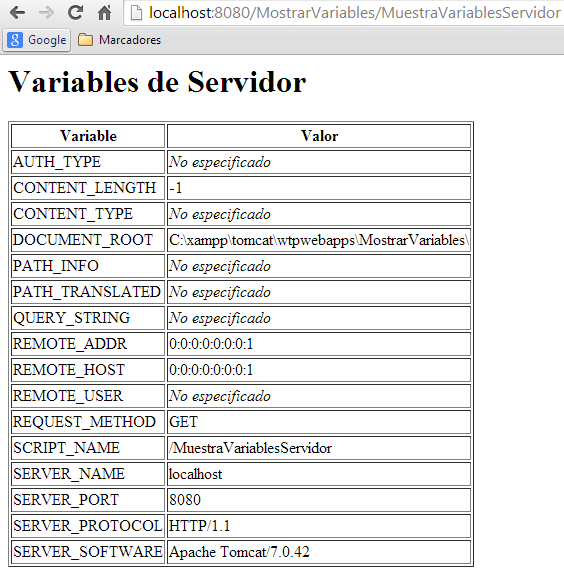 localhost:8080/MostrarVariables/MuestraVariablesServidor
Google Marcadores
Variables de Servidor
Variable Valor
AUTH_TYPE No especificado
CONTENT_LENGTH -1
CONTENT_TYPE No especificado
DOCUMENT_ROOT C:\xampp\tomcat\wtpwebapps\MostrarVariables\
PATH_INFO No especificado
PATH_TRANSLATED No especificado
QUERY_STRING No especificado
REMOTE_ADDR 0:0:0:0:0:0:0:1
REMOTE_HOST 0:0:0:0:0:0:0:1
REMOTE_USER No especificado
REQUEST_METHOD GET
SCRIPT_NAME /MuestraVariablesServidor
SERVER_NAME localhost
SERVER_PORT 8080
SERVER_PROTOCOL HTTP/1.1
SERVER_SOFTWARE Apache Tomcat/7.0.42